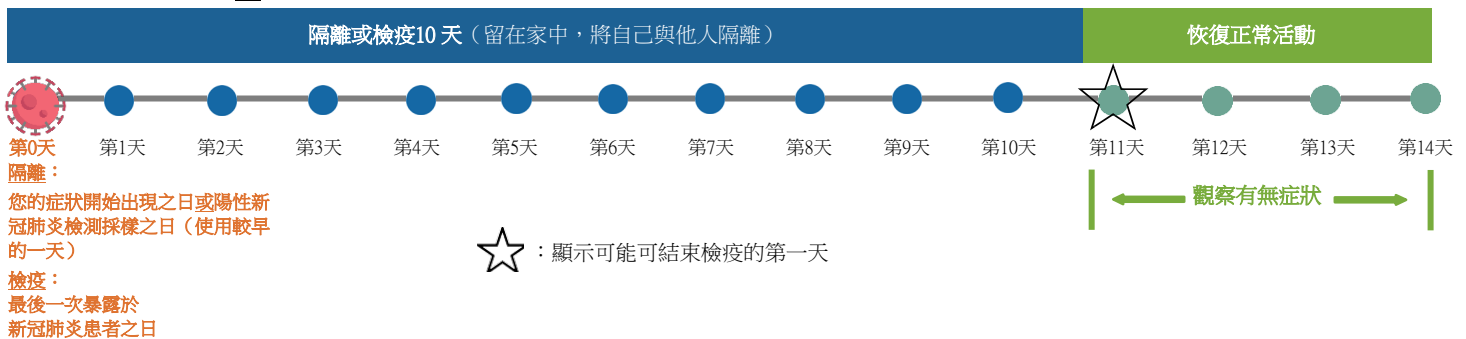 隔離或檢疫10 天（留在家中，將自己與他人隔離）
恢復正常活動
第0天
第1天
第2天
第3天
第4天
第5天
第6天
第7天
第8天
第9天
第10天
第11天
第12天
第13天
第14天
隔離：
您的症狀開始出現之日或陽性新
冠肺炎檢測採樣之日（使用較早
的一天）
檢疫：
最後一次暴露於
新冠肺炎患者之日
觀察有無症狀
：顯示可能可結束檢疫的第一天